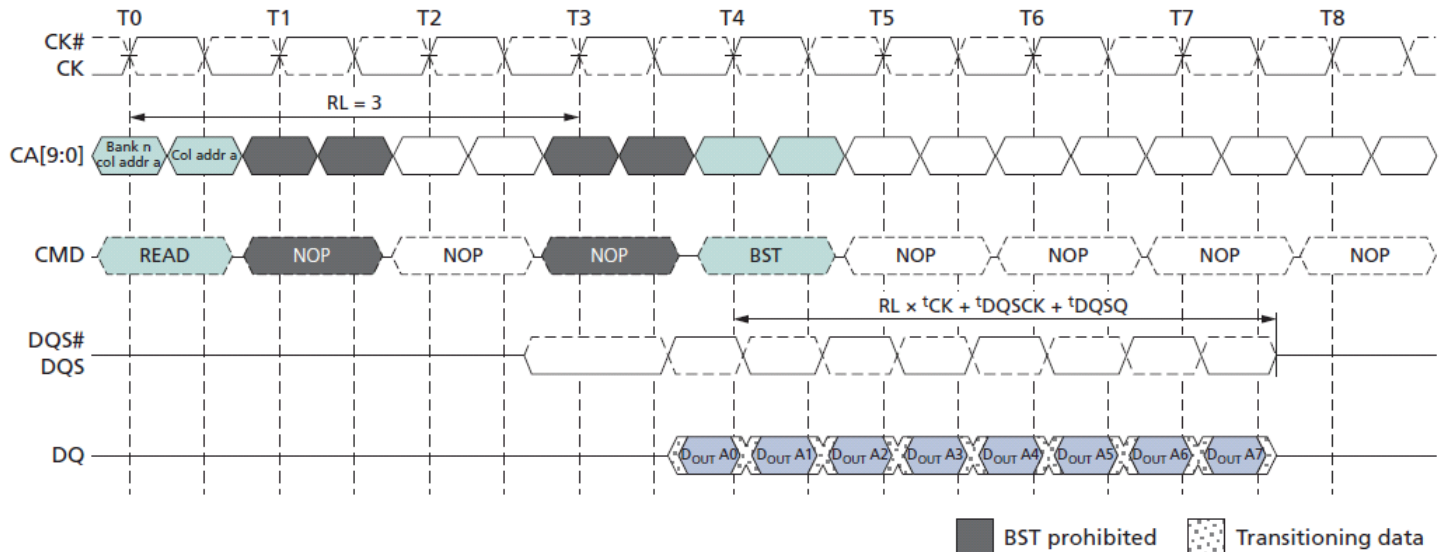 T0 T1 T2 T3 T4 T5 T6 T7 T8
CK#
CK
RL = 3
CA[9:0]
Bank n
col addr a
Col addr a
CMD
READ NOP NOP NOP BST NOP NOP NOP NOP
RL × tCK + tDQSCK + tDQSQ
DQS#
DQS
DQ
DOUT A0 DOUT A1 DOUT A2 DOUT A3 DOUT A4 DOUT A5 DOUT A6 DOUT A7
BST prohibited Transitioning data